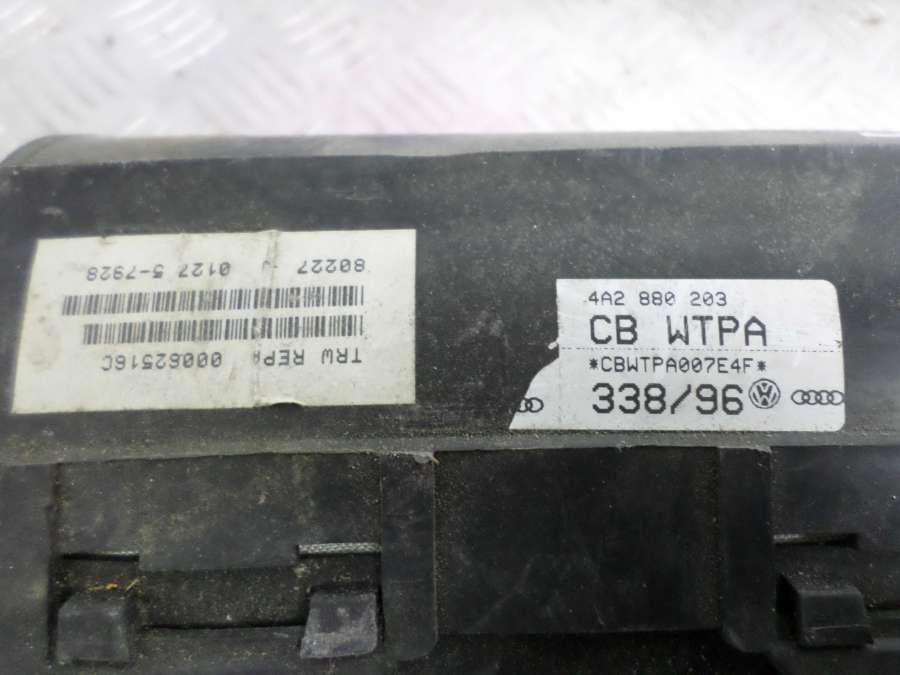 TRW REPA 00062516C
80227 0127 5-7928
4A2 880 203
CB WTPA
*CBWTPA007E4F*
338/96